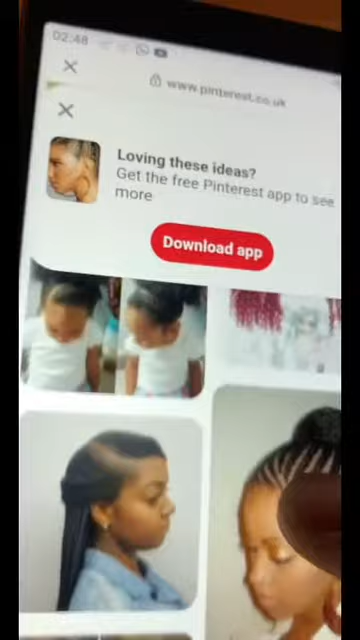 02:48
www.pinterest.co.uk
Loving these ideas?
Get the free Pinterest app to see
more
Download app